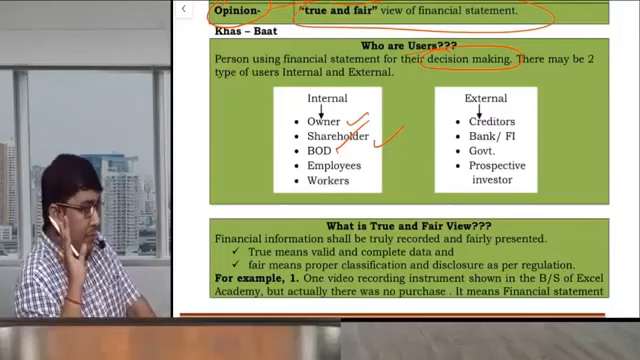 Opinion- "true and fair" view of financial statement.
Khas – Baat
Who are Users???
Person using financial statement for their decision making. There may be 2
type of users Internal and External.
Internal
• Owner
• Shareholder
• BOD
• Employees
• Workers
External
• Creditors
• Bank/ FI
• Govt.
• Prospective
investor
What is True and Fair View???
Financial information shall be truly recorded and fairly presented.
✓ True means valid and complete data and
✓ fair means proper classification and disclosure as per regulation.
For example, 1. One video recording instrument shown in the B/S of Excel
Academy, but actually there was no purchase . It means Financial statement